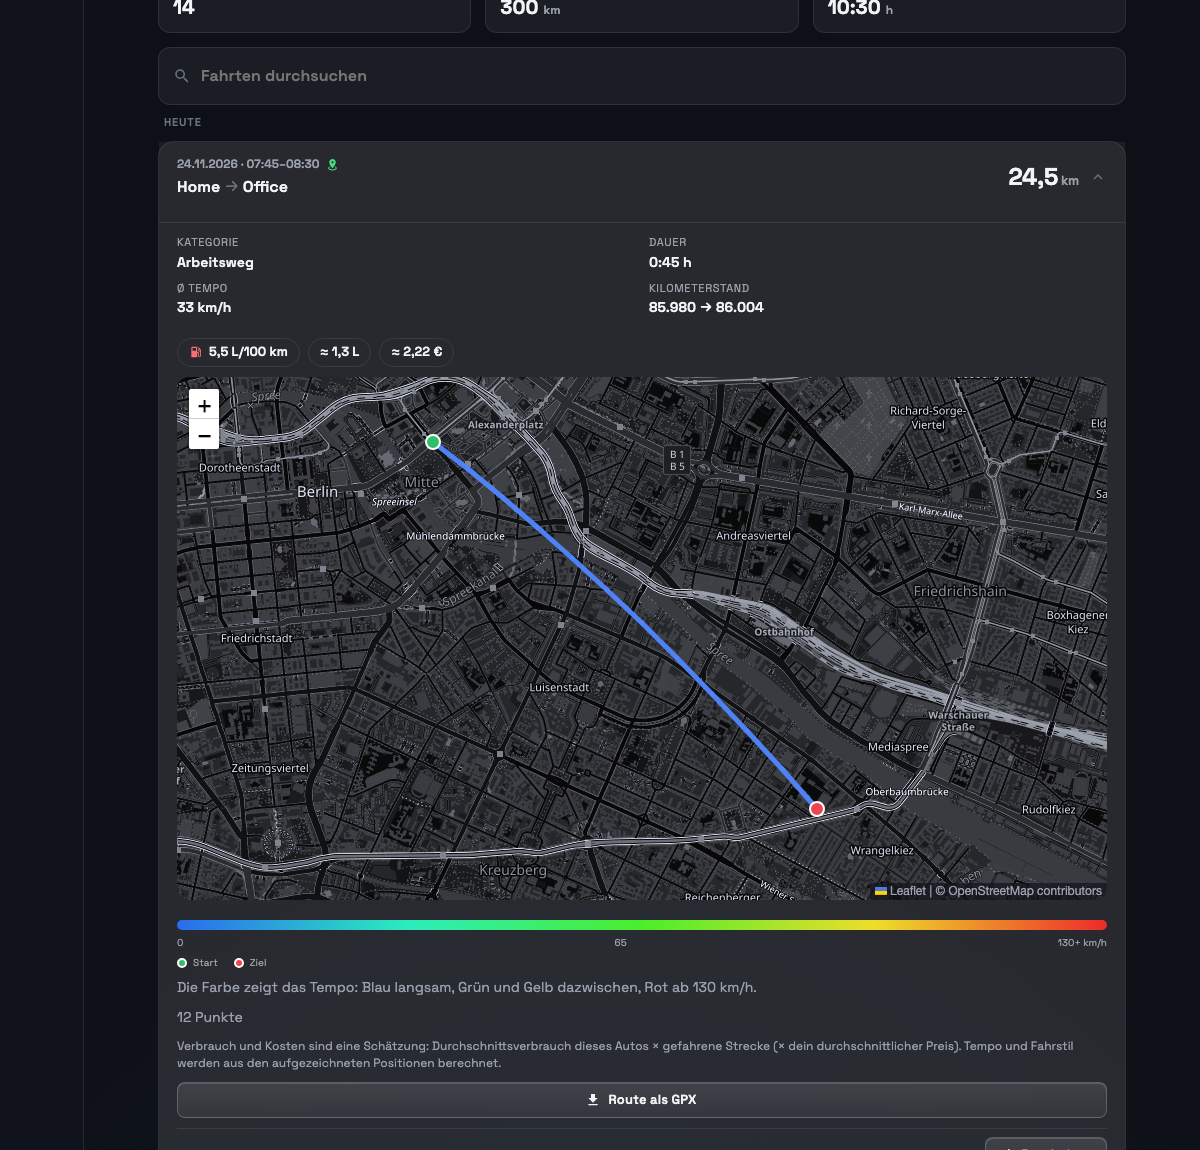 14
300 km
10:30 h
Fahrten durchsuchen
HEUTE
24.11.2026 · 07:45–08:30
Home → Office
24,5 km
KATEGORIE
Arbeitsweg
DAUER
0:45 h
Ø TEMPO
33 km/h
KILOMETERSTAND
85.980 → 86.004
5,5 L/100 km
≈ 1,3 L
≈ 2,22 €
+
−
Spree
Alexanderplatz
Richard-Sorge-
Viertel
Dorotheenstadt
B 1
B 5
Berlin
Mitte
Spreeinsel
Karl-Marx-Allee
Mühlendammbrücke
Andreasviertel
Spreekanal
Friedrichshain
Boxhagener
Kiez
Friedrichstadt
Ostbahnhof
Spree
Luisenstadt
Warschauer
Straße
Mediaspree
Zeitungsviertel
Oberbaumbrücke
Rudolfkiez
Wrangelkiez
Kreuzberg
Reichenberger
Leaflet | © OpenStreetMap contributors
0
65
130+ km/h
Start
Ziel
Die Farbe zeigt das Tempo: Blau langsam, Grün und Gelb dazwischen, Rot ab 130 km/h.
12 Punkte
Verbrauch und Kosten sind eine Schätzung: Durchschnittsverbrauch dieses Autos × gefahrene Strecke (× dein durchschnittlicher Preis). Tempo und Fahrstil
werden aus den aufgezeichneten Positionen berechnet.
Route als GPX